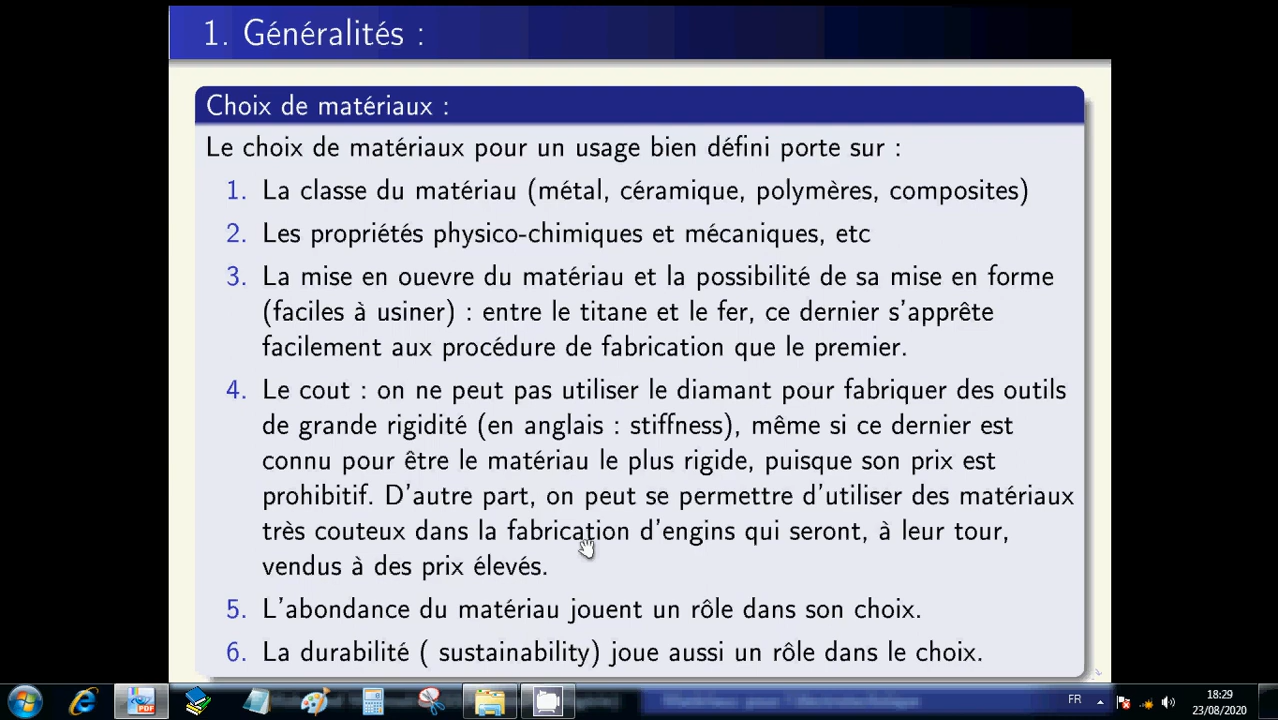 1. Généralités :
Choix de matériaux :
Le choix de matériaux pour un usage bien défini porte sur :
1. La classe du matériau (métal, céramique, polymères, composites)
2. Les propriétés physico-chimiques et mécaniques, etc
3. La mise en ouevre du matériau et la possibilité de sa mise en forme
(faciles à usiner) : entre le titane et le fer, ce dernier s'apprête
facilement aux procédure de fabrication que le premier.
4. Le cout : on ne peut pas utiliser le diamant pour fabriquer des outils
de grande rigidité (en anglais : stiffness), même si ce dernier est
connu pour être le matériau le plus rigide, puisque son prix est
prohibitif. D'autre part, on peut se permettre d'utiliser des matériaux
très couteux dans la fabrication d'engins qui seront, à leur tour,
vendus à des prix élevés.
5. L'abondance du matériau jouent un rôle dans son choix.
6. La durabilité ( sustainability) joue aussi un rôle dans le choix.
PDF
FR
18:29
23/08/2020